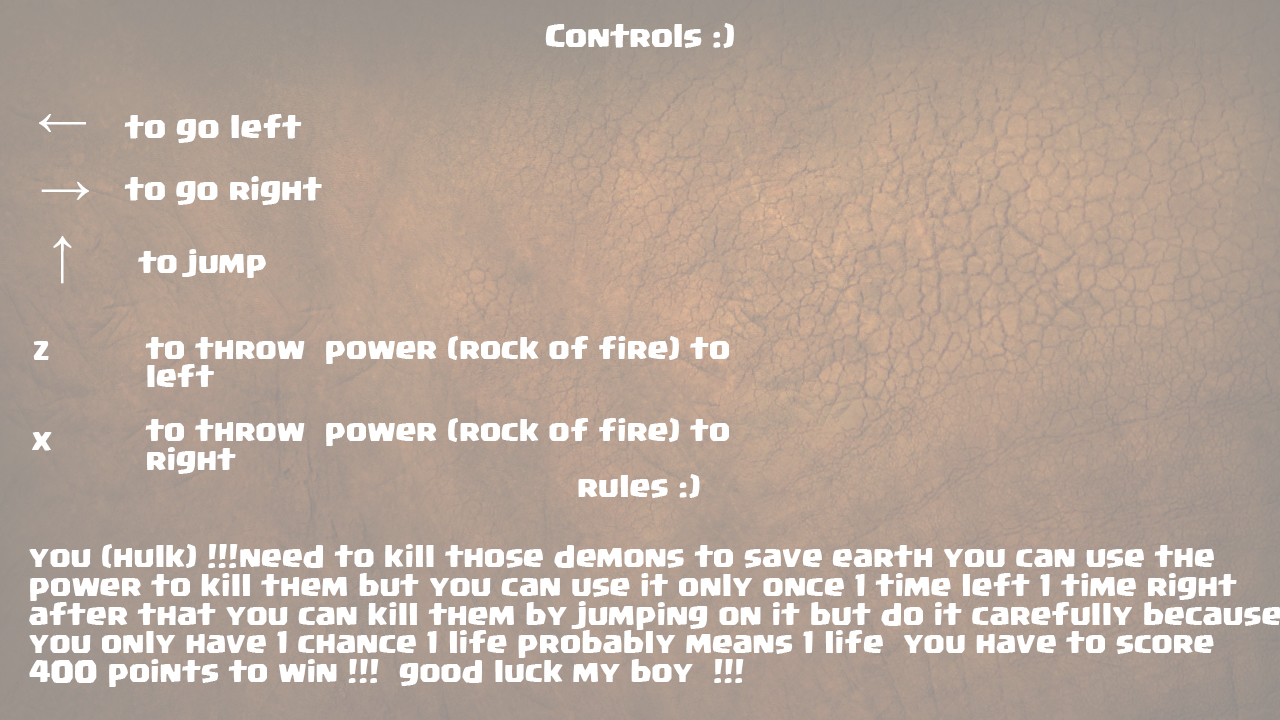 Controls :)
← to go left
→ to go right
↑ to jump
z to throw power (rock of fire) to
left
x to throw power (rock of fire) to
right
rules :)
you (Hulk) !!!Need to kill those demons to save earth you can use the
power to kill them but you can use it only once 1 time left 1 time right
after that you can kill them by jumping on it but do it carefully because
you only have 1 chance 1 life probably means 1 life you have to score
400 points to win !!! good luck my boy !!!